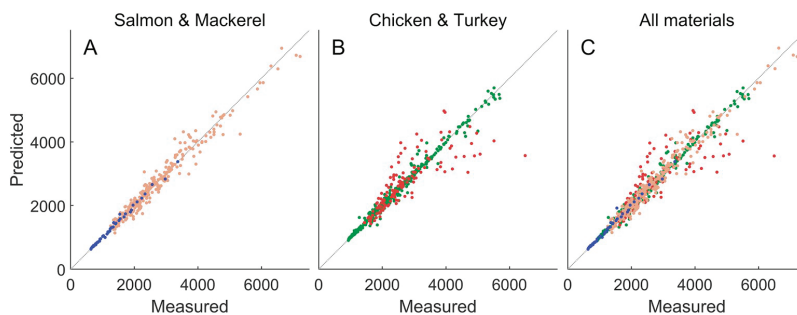 Salmon & Mackerel
Chicken & Turkey
All materials
A
B
C
Predicted
6000
4000
2000
0
0 2000 4000 6000
0 2000 4000 6000
0 2000 4000 6000
Measured
Measured
Measured